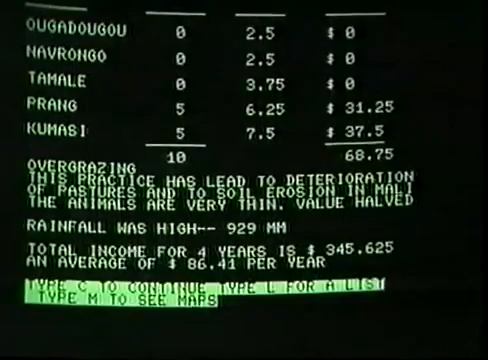 OUGADOUGOU 0 2.5 $ 0
NAVRONGO 0 2.5 $ 0
TAMALE 0 3.75 $ 0
PRANG 5 6.25 $ 31.25
KUMASI 5 7.5 $ 37.5
10 68.75
OVERGRAZING
THIS PRACTICE HAS LEAD TO DETERIORATION
OF PASTURES AND TO SOIL EROSION IN MALI
THE ANIMALS ARE VERY THIN. VALUE HALVED
RAINFALL WAS HIGH-- 929 MM
TOTAL INCOME FOR 4 YEARS IS $ 345.625
AN AVERAGE OF $ 86.41 PER YEAR
TYPE C TO CONTINUE TYPE L FOR A LIST
TYPE M TO SEE MAPS